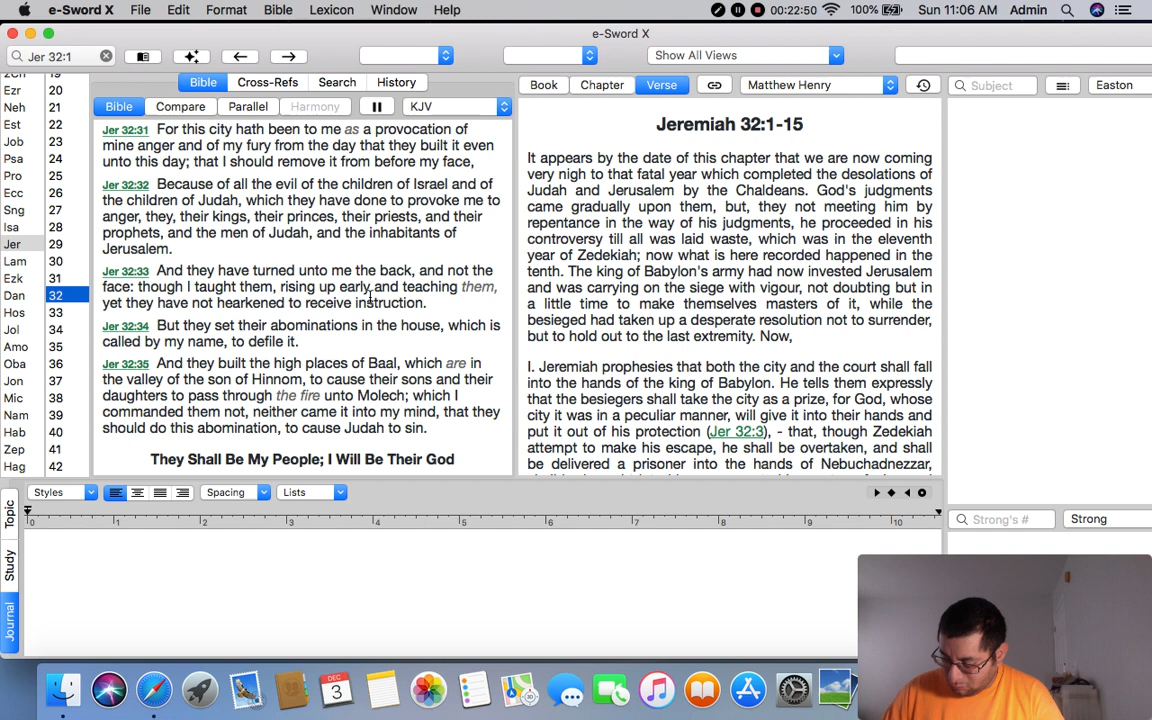 e-Sword X File Edit Format Bible Lexicon Window Help 00:22:50 100% Sun 11:06 AM Admin
e-Sword X
Jer 32:1 Show All Views
Bible Cross-Refs Search History
Book Chapter Verse Matthew Henry Subject Easton
Bible Compare Parallel Harmony KJV
19
Ezr 20
Neh 21
Est 22
Job 23
Psa 24
Pro 25
Ecc 26
Sng 27
Isa 28
Jer 29
Lam 30
Ezk 31
Dan 32
Hos 33
Jol 34
Amo 35
Oba 36
Jon 37
Mic 38
Nam 39
Hab 40
Zep 41
Hag 42
Jer 32:31 For this city hath been to me as a provocation of
mine anger and of my fury from the day that they built it even
unto this day; that I should remove it from before my face,
Jer 32:32 Because of all the evil of the children of Israel and of
the children of Judah, which they have done to provoke me to
anger, they, their kings, their princes, their priests, and their
prophets, and the men of Judah, and the inhabitants of
Jerusalem.
Jer 32:33 And they have turned unto me the back, and not the
face: though I taught them, rising up early and teaching them,
yet they have not hearkened to receive instruction.
Jer 32:34 But they set their abominations in the house, which is
called by my name, to defile it.
Jer 32:35 And they built the high places of Baal, which are in
the valley of the son of Hinnom, to cause their sons and their
daughters to pass through the fire unto Molech; which I
commanded them not, neither came it into my mind, that they
should do this abomination, to cause Judah to sin.
They Shall Be My People; I Will Be Their God
Jeremiah 32:1-15
It appears by the date of this chapter that we are now coming
very nigh to that fatal year which completed the desolations of
Judah and Jerusalem by the Chaldeans. God's judgments
came gradually upon them, but, they not meeting him by
repentance in the way of his judgments, he proceeded in his
controversy till all was laid waste, which was in the eleventh
year of Zedekiah; now what is here recorded happened in the
tenth. The king of Babylon's army had now invested Jerusalem
and was carrying on the siege with vigour, not doubting but in
a little time to make themselves masters of it, while the
besieged had taken up a desperate resolution not to surrender,
but to hold out to the last extremity. Now,
I. Jeremiah prophesies that both the city and the court shall fall
into the hands of the king of Babylon. He tells them expressly
that the besiegers shall take the city as a prize, for God, whose
city it was in a peculiar manner, will give it into their hands and
put it out of his protection (Jer 32:3), - that, though Zedekiah
attempt to make his escape, he shall be overtaken, and shall
be delivered a prisoner into the hands of Nebuchadnezzar,
Styles Spacing Lists
0 1 2 3 4 5 6 7 8 9 10
Strong's # Strong
Topic
Study
Journal
DEC
3